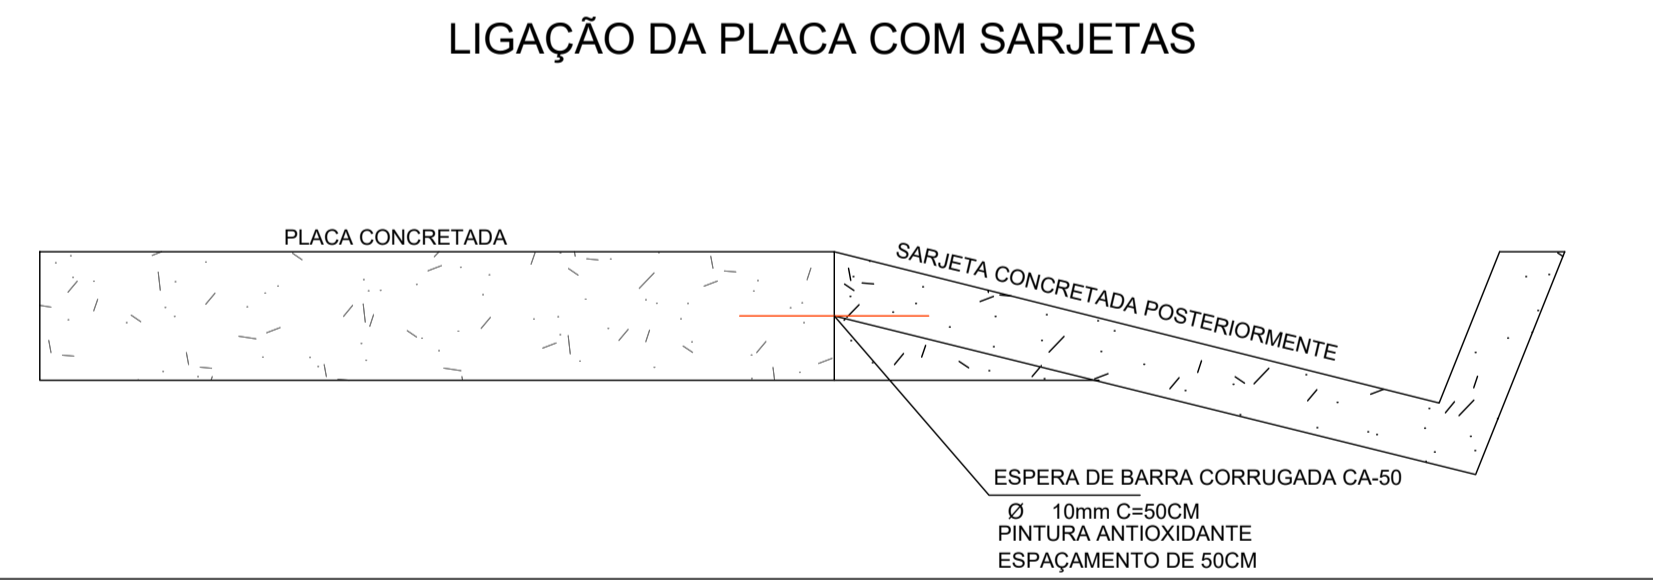 LIGAÇÃO DA PLACA COM SARJETAS
PLACA CONCRETADA
SARJETA CONCRETADA POSTERIORMENTE
ESPERA DE BARRA CORRUGADA CA-50
Ø 10mm C=50CM
PINTURA ANTIOXIDANTE
ESPAÇAMENTO DE 50CM